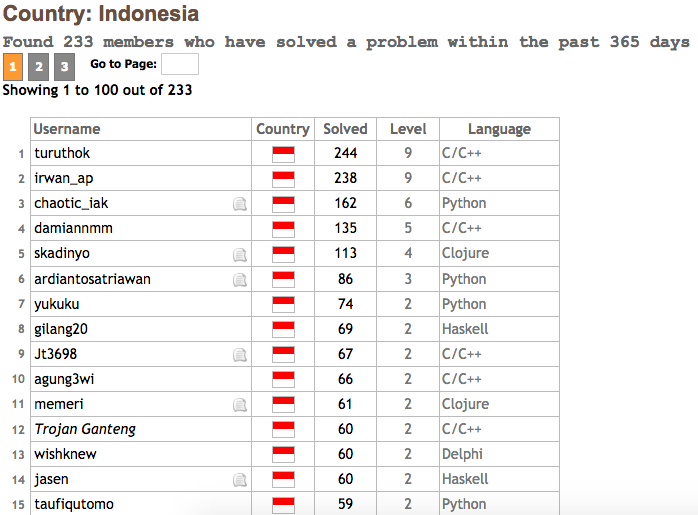 Country: Indonesia
Found 233 members who have solved a problem within the past 365 days
1 2 3 Go to Page:
Showing 1 to 100 out of 233
Username Country Solved Level Language
1 turuthok 244 9 C/C++
2 irwan_ap 238 9 C/C++
3 chaotic_iak 162 6 Python
4 damiannmm 135 5 C/C++
5 skadinyo 113 4 Clojure
6 ardiantosatriawan 86 3 Python
7 yukuku 74 2 Python
8 gilang20 69 2 Haskell
9 Jt3698 67 2 C/C++
10 agung3wi 66 2 C/C++
11 memeri 61 2 Clojure
12 Trojan Ganteng 60 2 C/C++
13 wishknew 60 2 Delphi
14 jasen 60 2 Haskell
15 taufiqutomo 59 2 Python